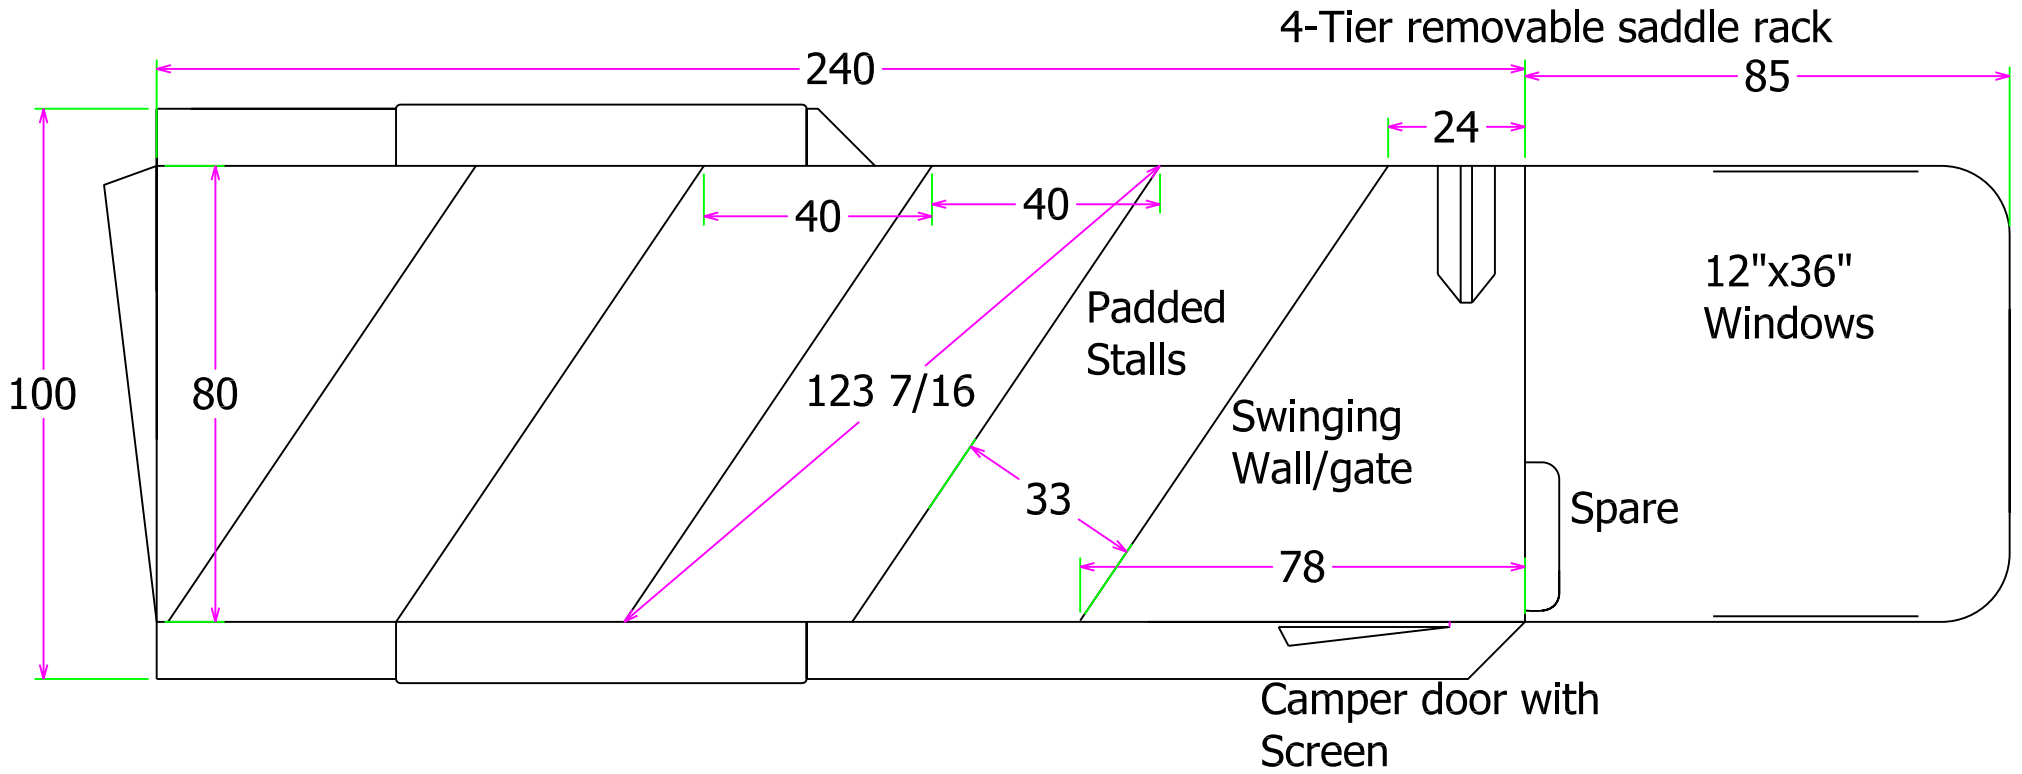 4-Tier removable saddle rack
240
85
24
40
40
12"x36"
Windows
Padded
Stalls
100
80
123 7/16
Swinging
Wall/gate
33
Spare
78
Camper door with
Screen